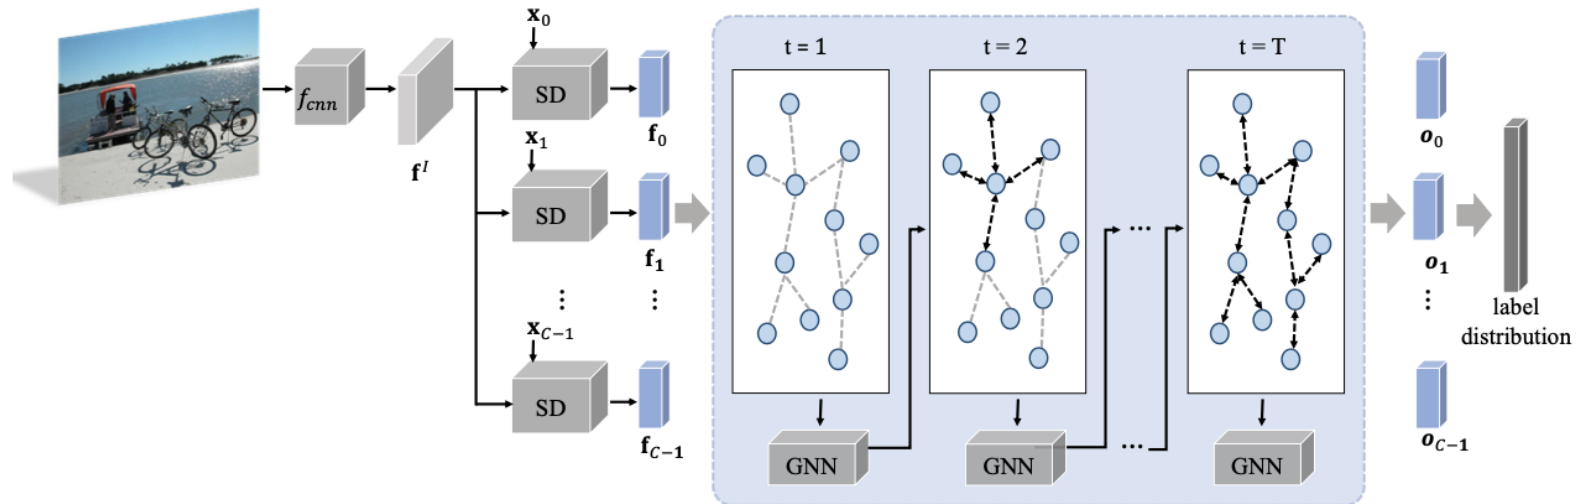 x₀
t = 1
t = 2
t = T
f_cnn
SD
f₀
o₀
fᴵ
x₁
SD
f₁
o₁
...
⋮
⋮
⋮
label
distribution
x_C−1
SD
f_C−1
GNN
GNN
...
GNN
o_C−1